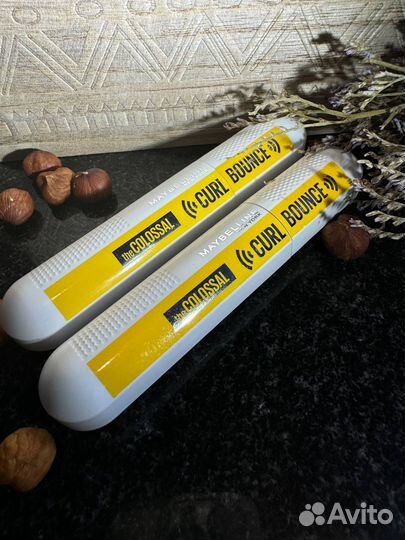 MAYBELLINE
the COLOSSAL CURL BOUNCE
MAYBELLINE
NEW YORK
the COLOSSAL CURL BOUNCE
Avito